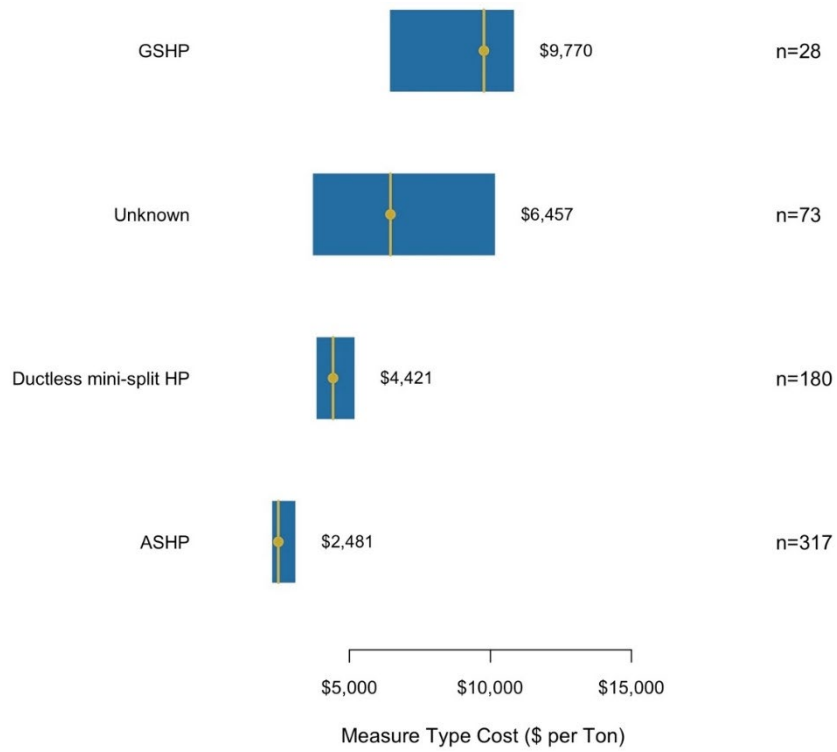 GSHP $9,770 n=28
Unknown $6,457 n=73
Ductless mini-split HP $4,421 n=180
ASHP $2,481 n=317
$5,000 $10,000 $15,000
Measure Type Cost ($ per Ton)